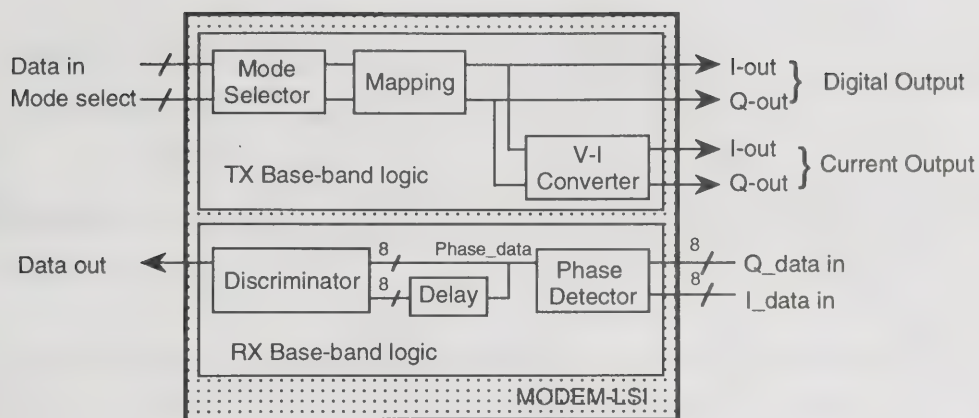 Data in
Mode select
Mode
Selector
Mapping
I-out
Q-out
Digital Output
V-I
Converter
I-out
Q-out
Current Output
TX Base-band logic
Data out
Discriminator
8
8
Phase_data
Delay
Phase
Detector
8
8
Q_data in
I_data in
RX Base-band logic
MODEM-LSI